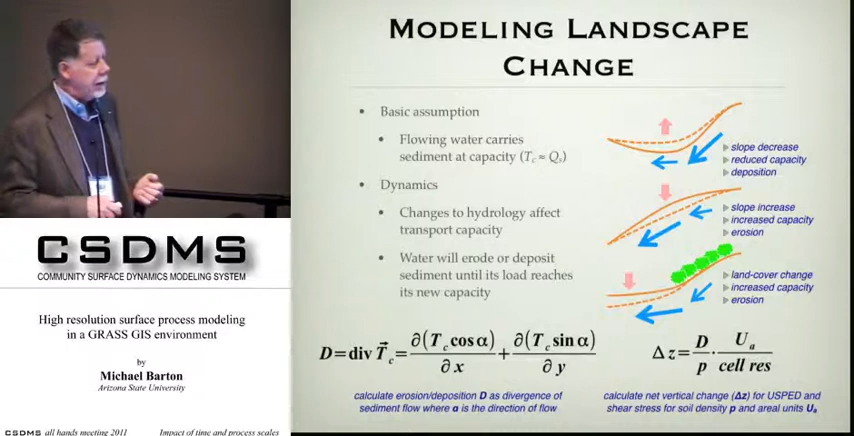 MODELING LANDSCAPE
CHANGE
• Basic assumption
• Flowing water carries
sediment at capacity (Tc ≈ Qs)
• Dynamics
• Changes to hydrology affect
transport capacity
• Water will erode or deposit
sediment until its load reaches
its new capacity
slope decrease
reduced capacity
deposition
slope increase
increased capacity
erosion
land-cover change
increased capacity
erosion
D=div T⃗c=∂(Tc cos α)/∂x+∂(Tc sin α)/∂y
Δz=D/p·Ua/cell res
calculate erosion/deposition D as divergence of
sediment flow where α is the direction of flow
calculate net vertical change (Δz) for USPED and
shear stress for soil density p and areal units Ua
CSDMS
COMMUNITY SURFACE DYNAMICS MODELING SYSTEM
High resolution surface process modeling
in a GRASS GIS environment
by
Michael Barton
Arizona State University
CSDMS all hands meeting 2011 Impact of time and process scales